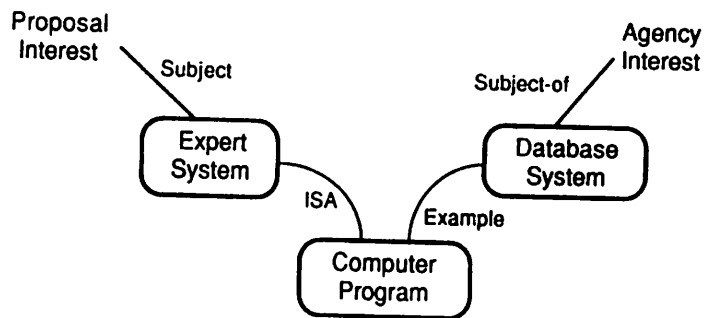 Proposal
Interest
Subject
Agency
Interest
Subject-of
Expert
System
Database
System
ISA
Example
Computer
Program